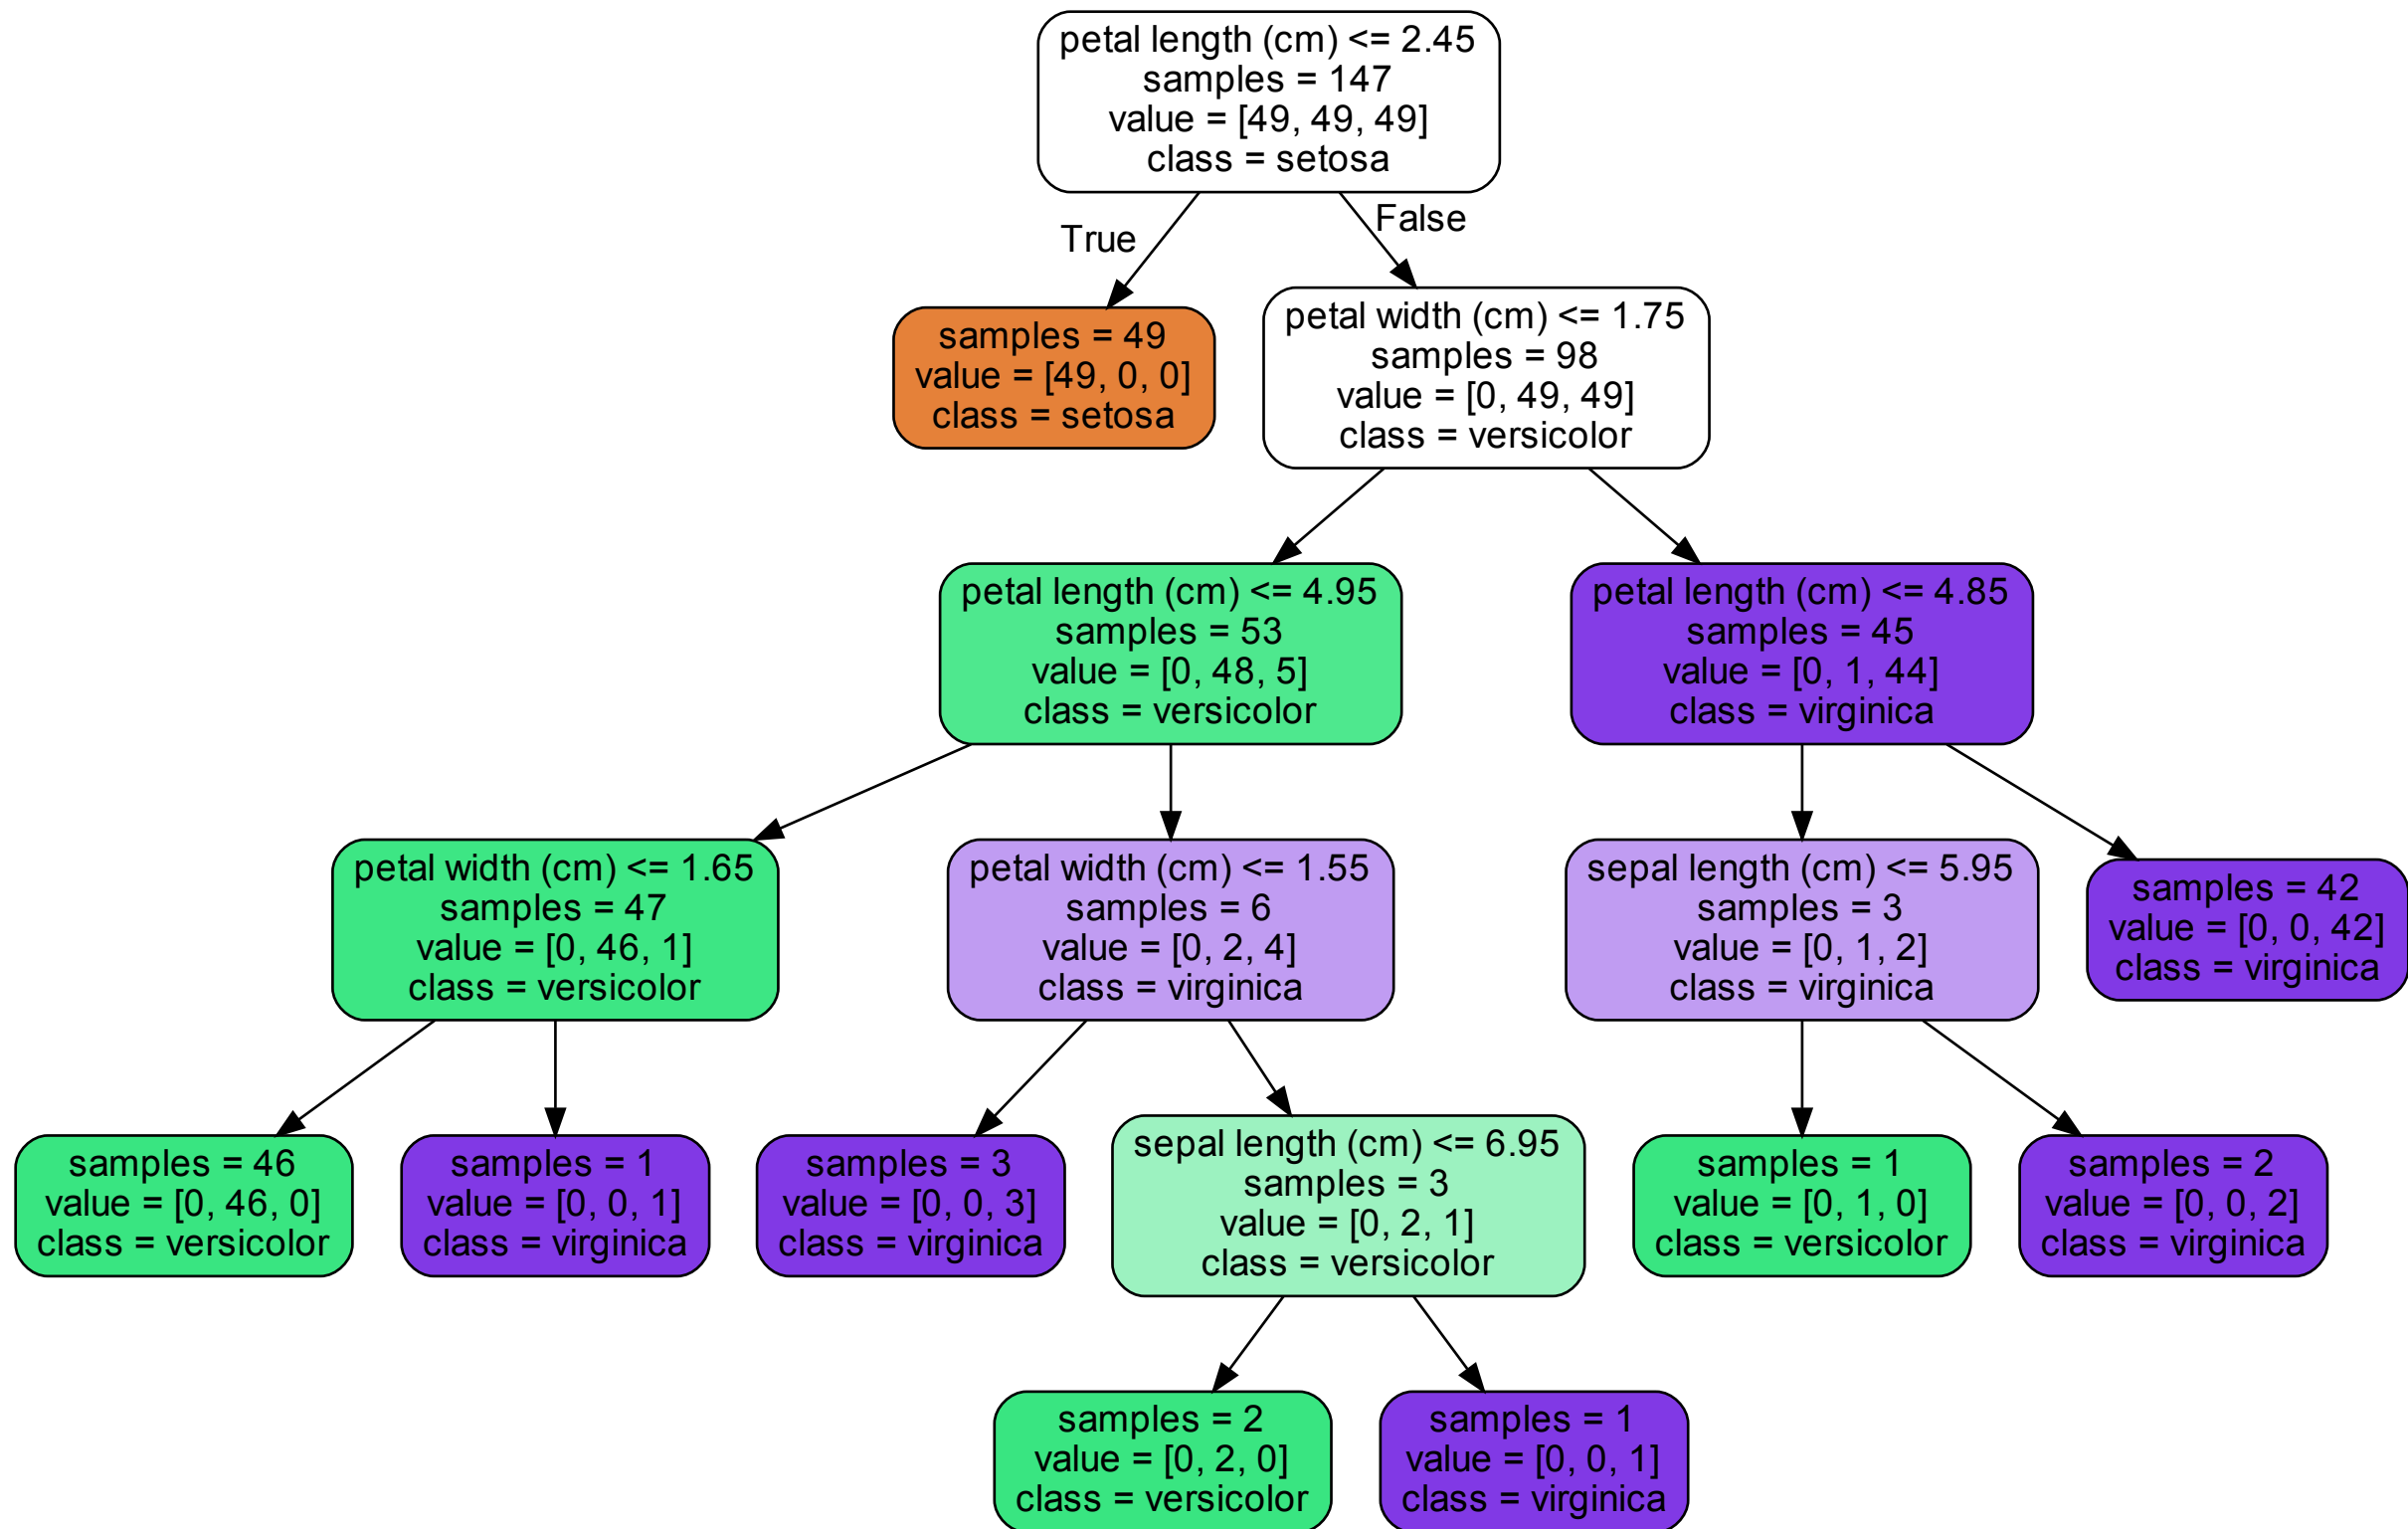 petal length (cm) <= 2.45
samples = 147
value = [49, 49, 49]
class = setosa
True
False
samples = 49
value = [49, 0, 0]
class = setosa
petal width (cm) <= 1.75
samples = 98
value = [0, 49, 49]
class = versicolor
petal length (cm) <= 4.95
samples = 53
value = [0, 48, 5]
class = versicolor
petal length (cm) <= 4.85
samples = 45
value = [0, 1, 44]
class = virginica
petal width (cm) <= 1.65
samples = 47
value = [0, 46, 1]
class = versicolor
petal width (cm) <= 1.55
samples = 6
value = [0, 2, 4]
class = virginica
sepal length (cm) <= 5.95
samples = 3
value = [0, 1, 2]
class = virginica
samples = 42
value = [0, 0, 42]
class = virginica
samples = 46
value = [0, 46, 0]
class = versicolor
samples = 1
value = [0, 0, 1]
class = virginica
samples = 3
value = [0, 0, 3]
class = virginica
sepal length (cm) <= 6.95
samples = 3
value = [0, 2, 1]
class = versicolor
samples = 1
value = [0, 1, 0]
class = versicolor
samples = 2
value = [0, 0, 2]
class = virginica
samples = 2
value = [0, 2, 0]
class = versicolor
samples = 1
value = [0, 0, 1]
class = virginica